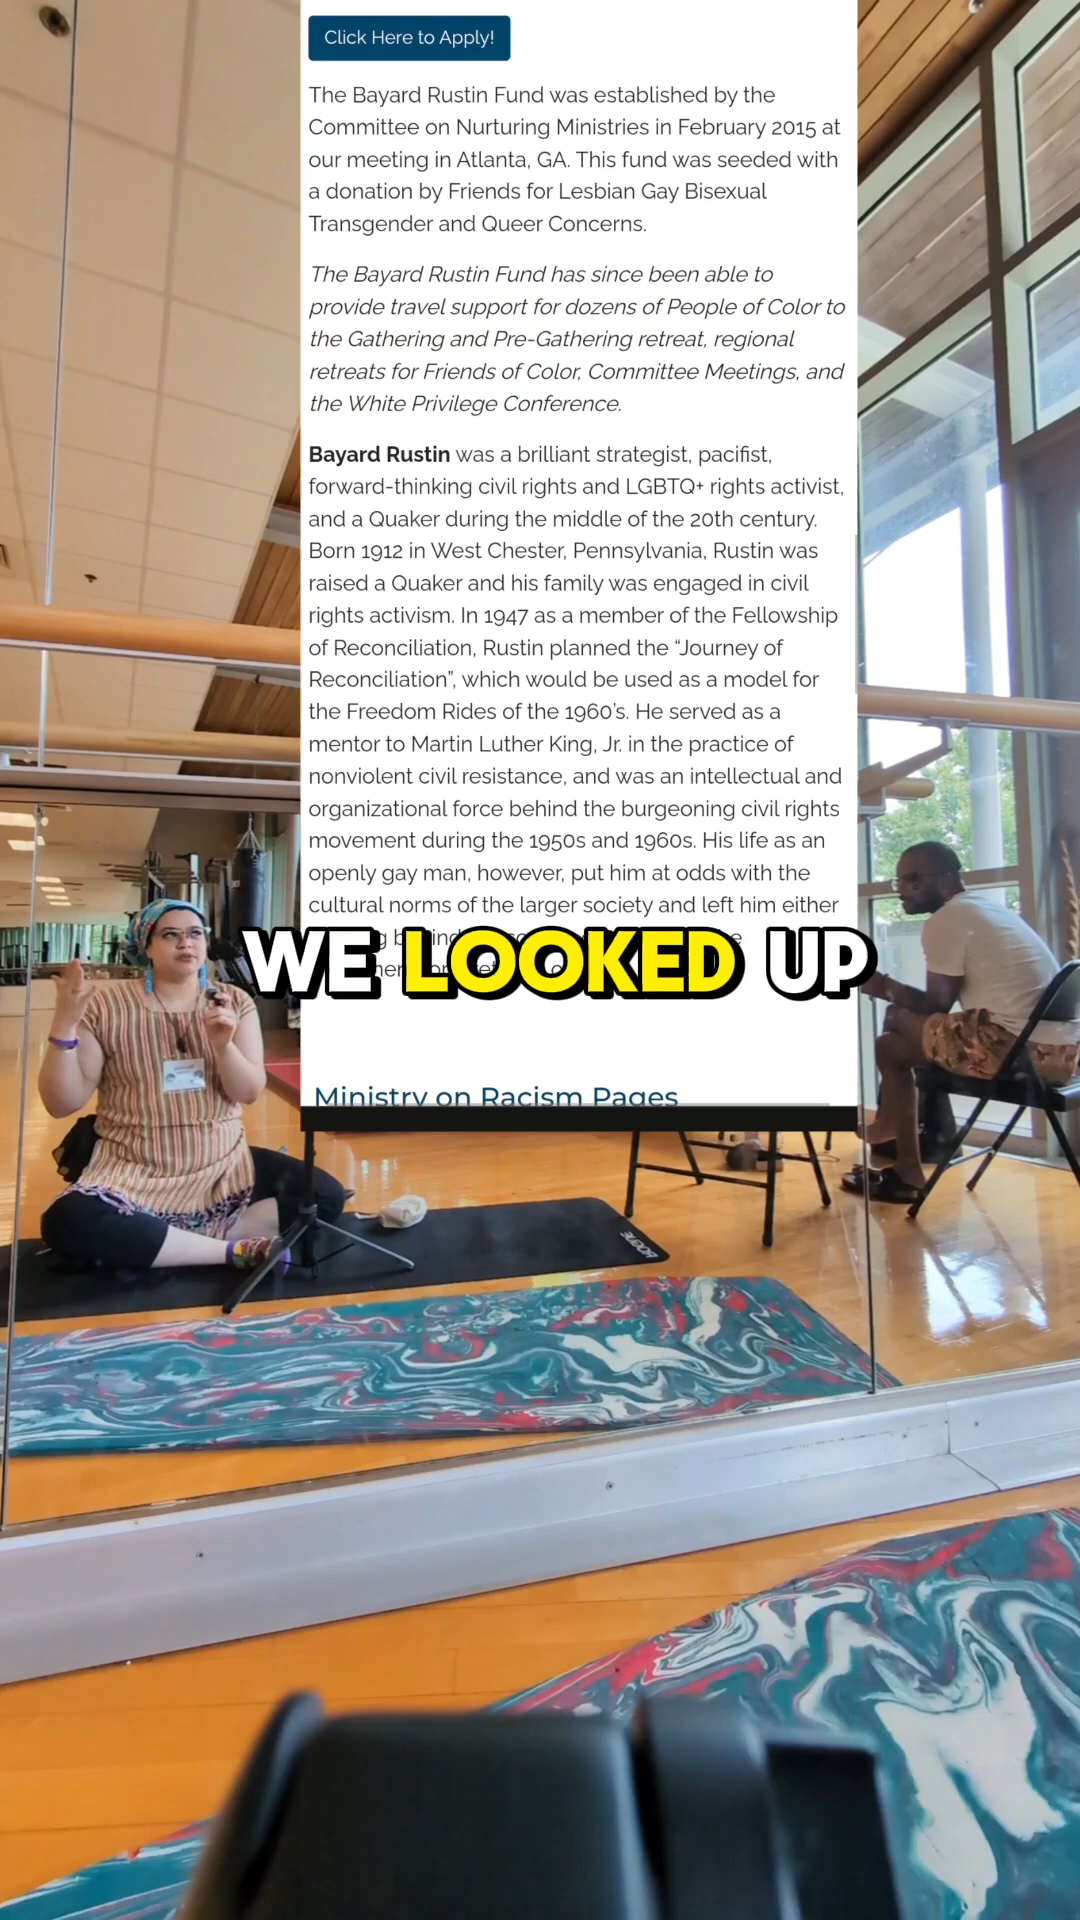 Click Here to Apply!
The Bayard Rustin Fund was established by the
Committee on Nurturing Ministries in February 2015 at
our meeting in Atlanta, GA. This fund was seeded with
a donation by Friends for Lesbian Gay Bisexual
Transgender and Queer Concerns.
The Bayard Rustin Fund has since been able to
provide travel support for dozens of People of Color to
the Gathering and Pre-Gathering retreat, regional
retreats for Friends of Color, Committee Meetings, and
the White Privilege Conference.
Bayard Rustin was a brilliant strategist, pacifist,
forward-thinking civil rights and LGBTQ+ rights activist,
and a Quaker during the middle of the 20th century.
Born 1912 in West Chester, Pennsylvania, Rustin was
raised a Quaker and his family was engaged in civil
rights activism. In 1947 as a member of the Fellowship
of Reconciliation, Rustin planned the “Journey of
Reconciliation”, which would be used as a model for
the Freedom Rides of the 1960’s. He served as a
mentor to Martin Luther King, Jr. in the practice of
nonviolent civil resistance, and was an intellectual and
organizational force behind the burgeoning civil rights
movement during the 1950s and 1960s. His life as an
openly gay man, however, put him at odds with the
cultural norms of the larger society and left him either
WE LOOKED UP
Ministry on Racism Pages